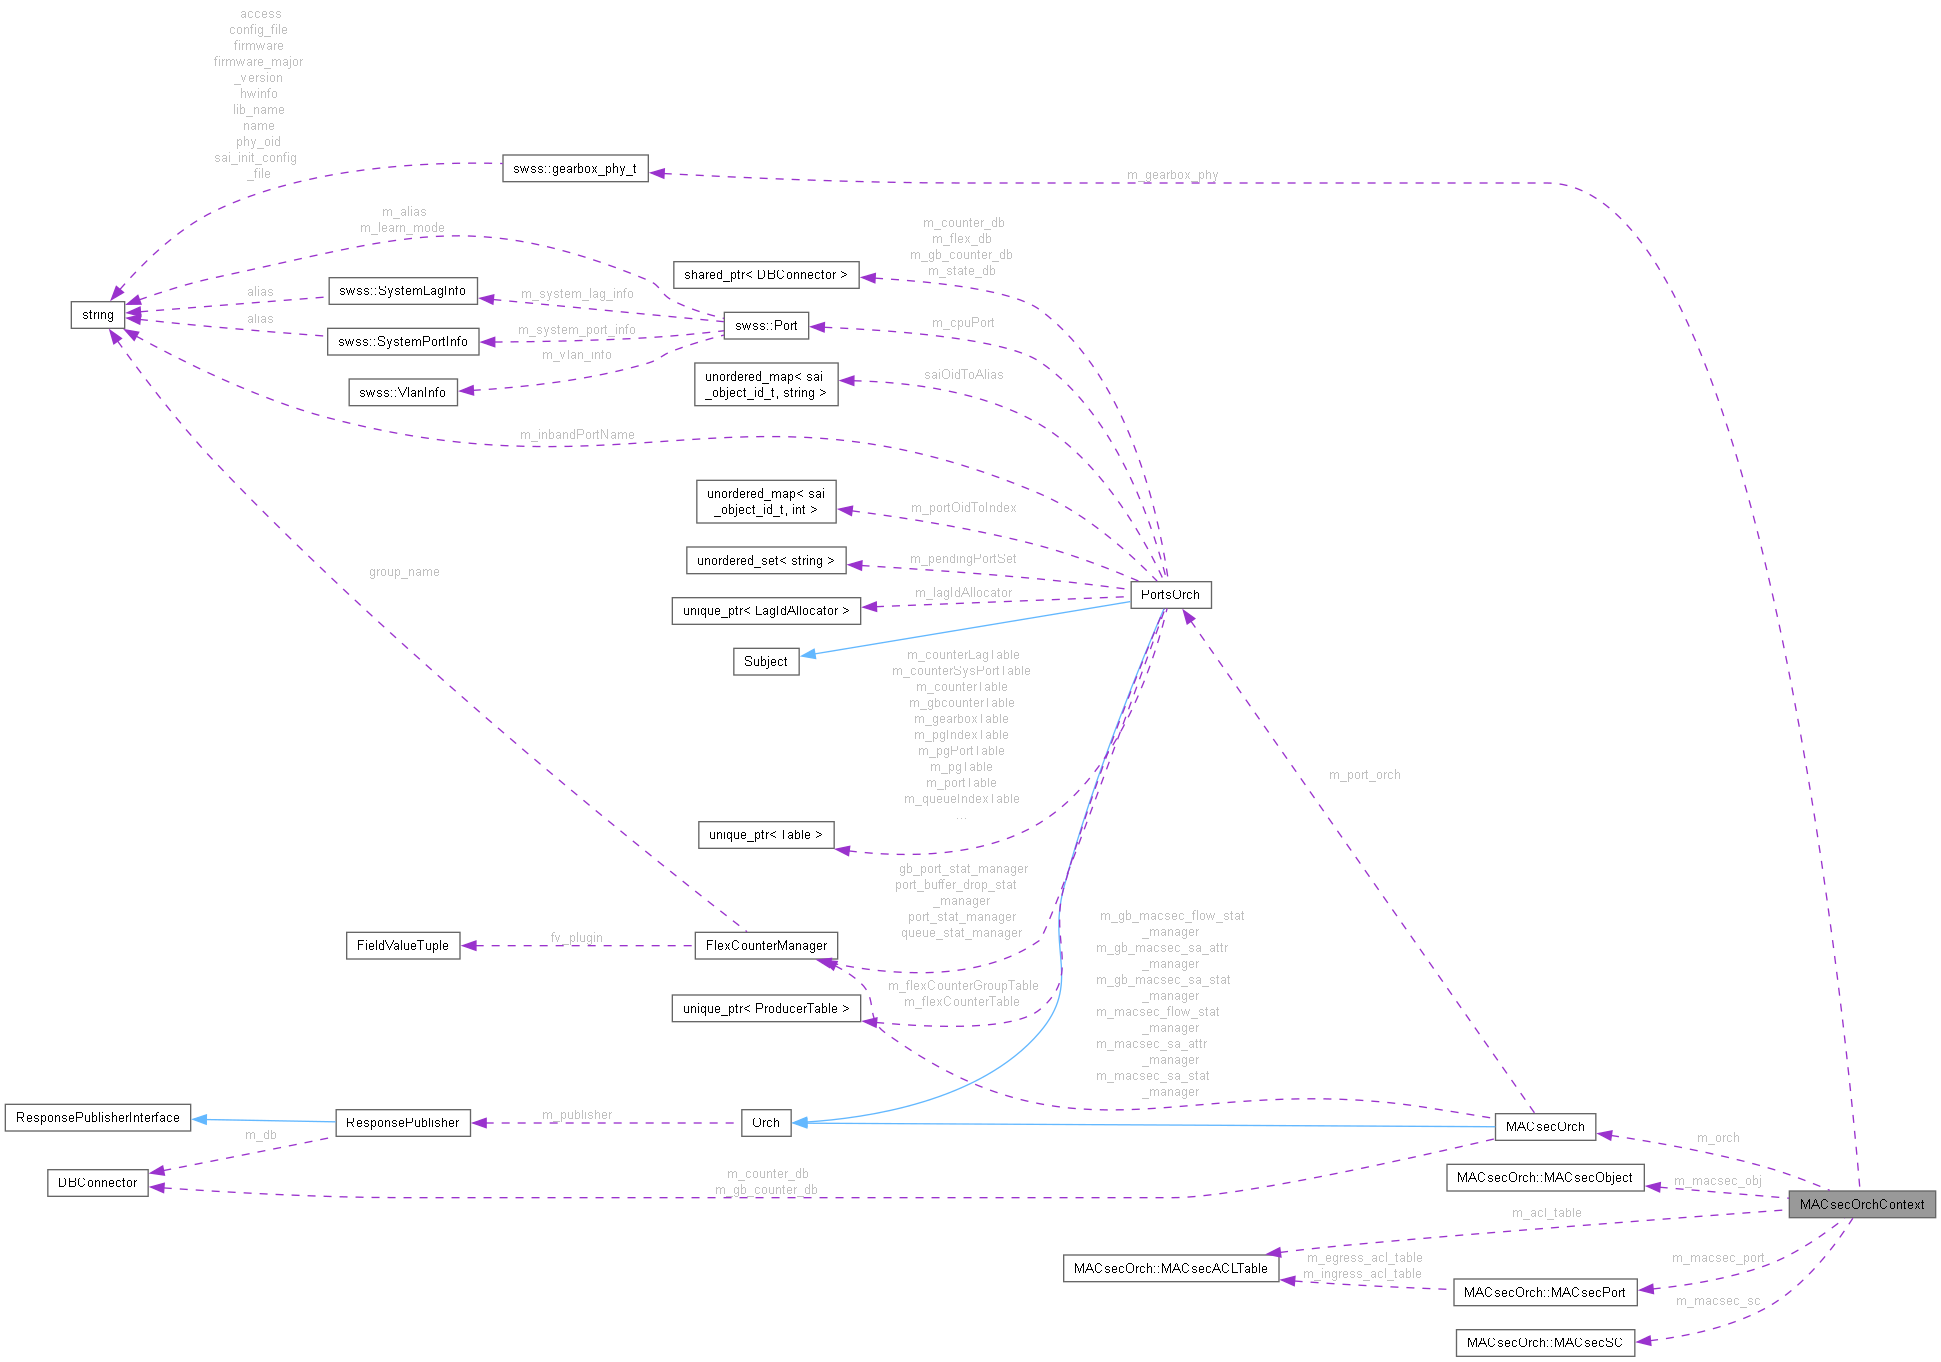 access
config_file
firmware
firmware_major
_version
hwinfo
lib_name
name
phy_oid
sai_init_config
_file
swss::gearbox_phy_t
m_gearbox_phy
m_alias
m_learn_mode
m_counter_db
m_flex_db
m_gb_counter_db
m_state_db
shared_ptr< DBConnector >
swss::SystemLagInfo
alias
m_system_lag_info
string
alias
swss::Port
m_cpuPort
m_system_port_info
swss::SystemPortInfo
m_vlan_info
swss::VlanInfo
unordered_map< sai
_object_id_t, string >
saiOidToAlias
m_inbandPortName
unordered_map< sai
_object_id_t, int >
m_portOidToIndex
unordered_set< string >
m_pendingPortSet
group_name
m_lagIdAllocator
unique_ptr< LagIdAllocator >
PortsOrch
Subject
m_counterLagTable
m_counterSysPortTable
m_counterTable
m_gbcounterTable
m_gearboxTable
m_pgIndexTable
m_pgPortTable
m_pgTable
m_portTable
m_queueIndexTable
...
m_port_orch
unique_ptr< Table >
gb_port_stat_manager
port_buffer_drop_stat
_manager
port_stat_manager
queue_stat_manager
FieldValueTuple
fv_plugin
FlexCounterManager
m_flexCounterGroupTable
m_flexCounterTable
unique_ptr< ProducerTable >
m_gb_macsec_flow_stat
_manager
m_gb_macsec_sa_attr
_manager
m_gb_macsec_sa_stat
_manager
m_macsec_flow_stat
_manager
m_macsec_sa_attr
_manager
m_macsec_sa_stat
_manager
ResponsePublisherInterface
ResponsePublisher
m_publisher
Orch
MACsecOrch
m_db
m_orch
DBConnector
m_counter_db
m_gb_counter_db
MACsecOrch::MACsecObject
m_macsec_obj
MACsecOrchContext
m_acl_table
MACsecOrch::MACsecACLTable
m_egress_acl_table
m_ingress_acl_table
m_macsec_port
MACsecOrch::MACsecPort
m_macsec_sc
MACsecOrch::MACsecSC